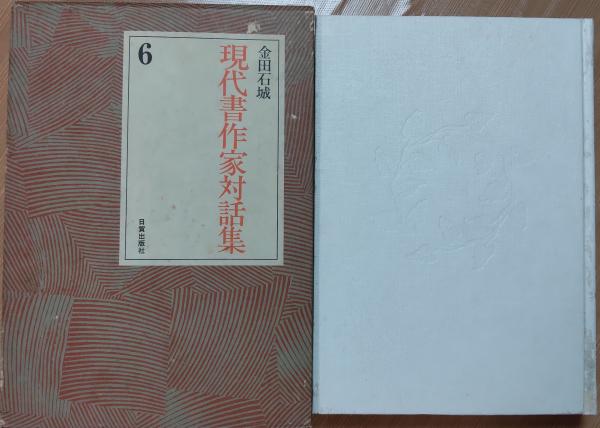 金田石城
現代書作家対話集
6
日貿出版社